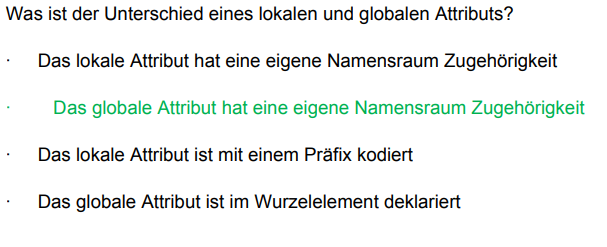 Was ist der Unterschied eines lokalen und globalen Attributs?
· Das lokale Attribut hat eine eigene Namensraum Zugehörigkeit
· Das globale Attribut hat eine eigene Namensraum Zugehörigkeit
· Das lokale Attribut ist mit einem Präfix kodiert
· Das globale Attribut ist im Wurzelelement deklariert